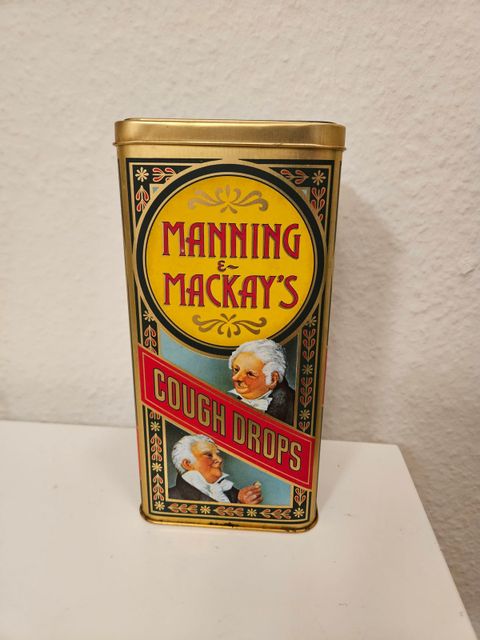 MANNING
&
MACKAY'S
COUGH DROPS